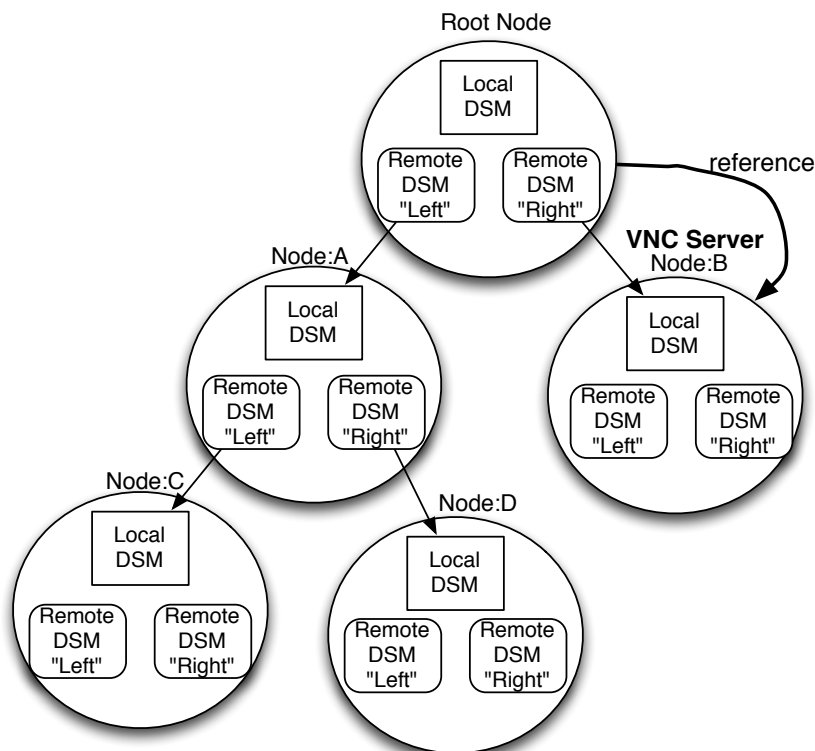 Root Node
Local
DSM
Remote
DSM
"Left"
Remote
DSM
"Right"
reference
VNC Server
Node:A
Local
DSM
Remote
DSM
"Left"
Remote
DSM
"Right"
Node:B
Local
DSM
Remote
DSM
"Left"
Remote
DSM
"Right"
Node:C
Local
DSM
Remote
DSM
"Left"
Remote
DSM
"Right"
Node:D
Local
DSM
Remote
DSM
"Left"
Remote
DSM
"Right"